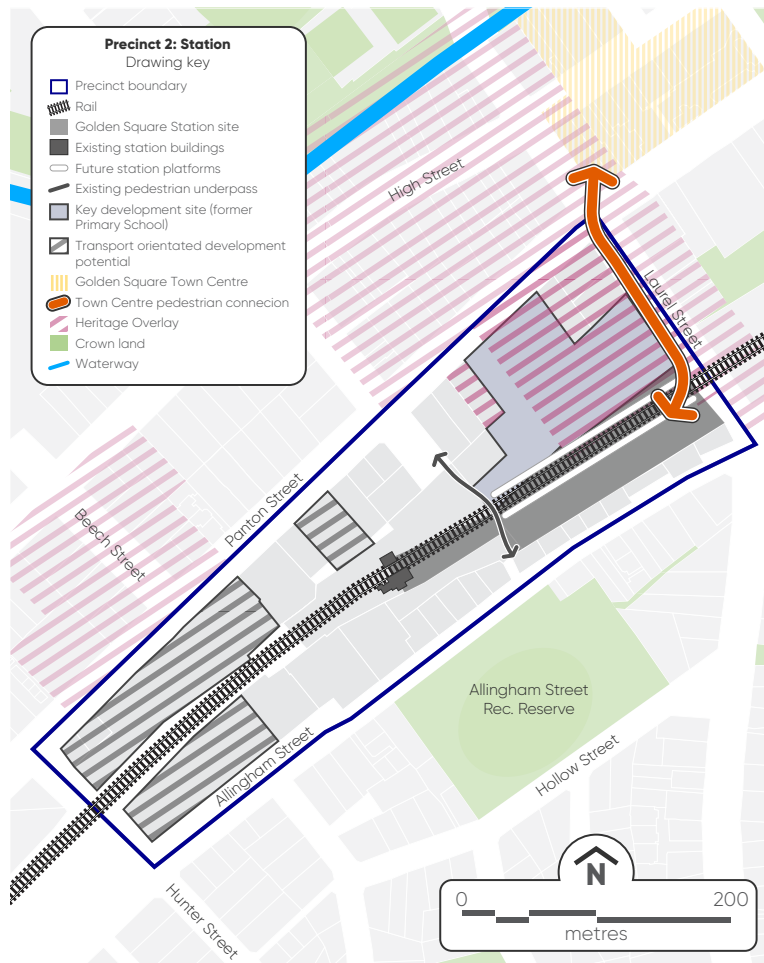 Precinct 2: Station
Drawing key
Precinct boundary
Rail
Golden Square Station site
Existing station buildings
Future station platforms
Existing pedestrian underpass
Key development site (former
Primary School)
Transport orientated development
potential
Golden Square Town Centre
Town Centre pedestrian connecion
Heritage Overlay
Crown land
Waterway
High Street
Laurel Street
Panton Street
Beech Street
Allingham Street
Rec. Reserve
Allingham Street
Hollow Street
Hunter Street
N
0
200
metres